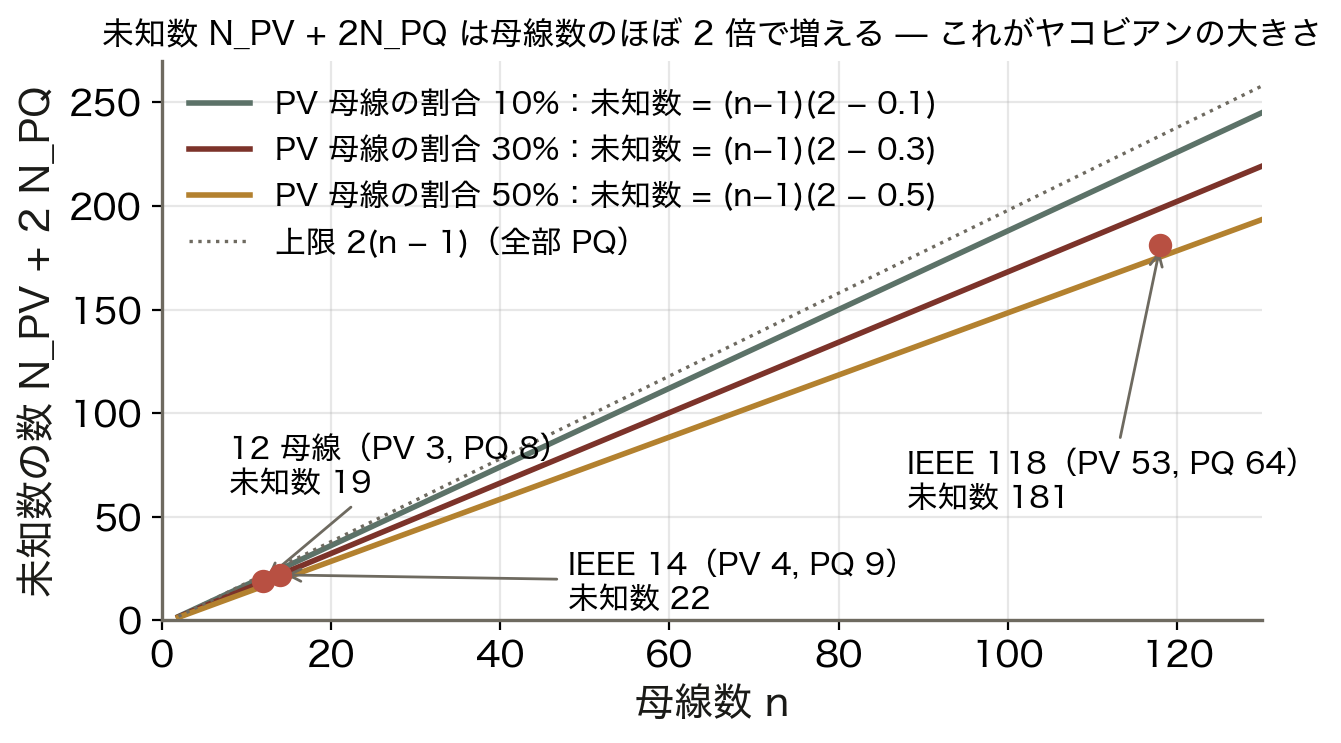 未知数 N_PV + 2N_PQ は母線数のほぼ 2 倍で増える — これがヤコビアンの大きさ
未知数の数 N_PV + 2 N_PQ
250
200
150
100
50
0
PV 母線の割合 10%：未知数 = (n−1)(2 − 0.1)
PV 母線の割合 30%：未知数 = (n−1)(2 − 0.3)
PV 母線の割合 50%：未知数 = (n−1)(2 − 0.5)
上限 2(n − 1)（全部 PQ）
12 母線（PV 3, PQ 8）
未知数 19
IEEE 118（PV 53, PQ 64）
未知数 181
IEEE 14（PV 4, PQ 9）
未知数 22
0 20 40 60 80 100 120
母線数 n